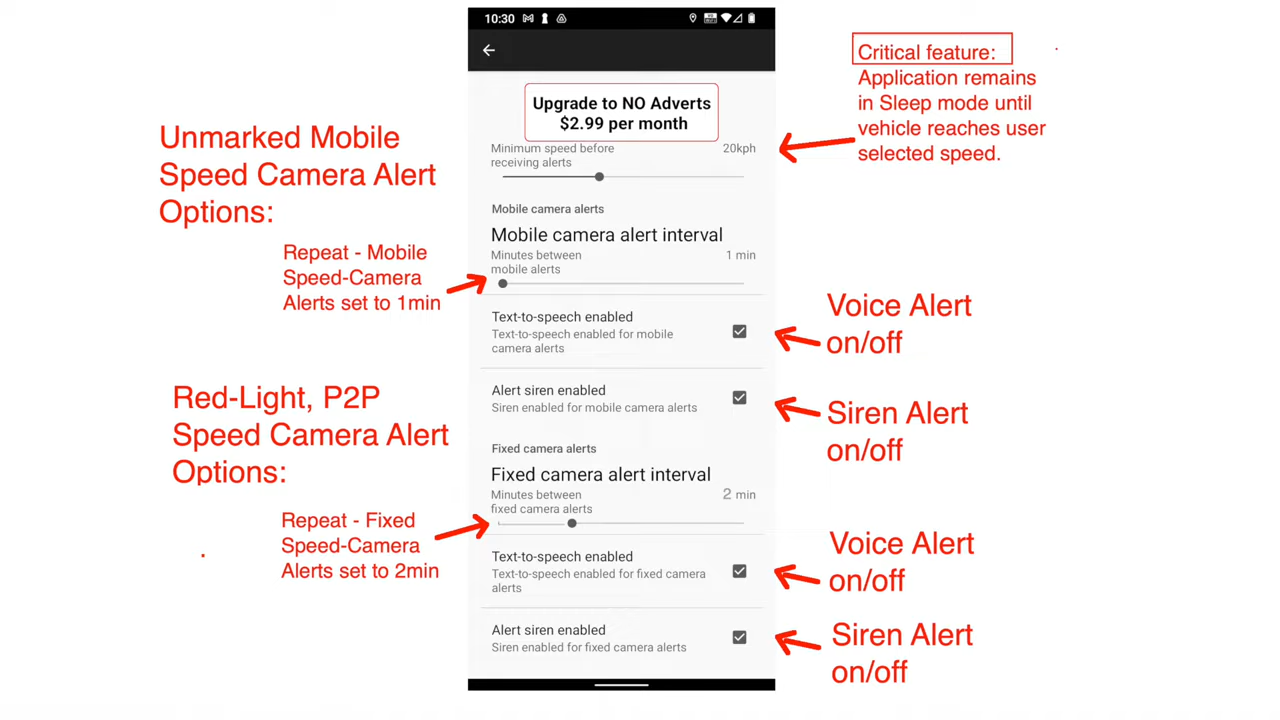 10:30
Upgrade to NO Adverts
$2.99 per month
Minimum speed before
receiving alerts
20kph
Critical feature:
Application remains
in Sleep mode until
vehicle reaches user
selected speed.
Unmarked Mobile
Speed Camera Alert
Options:
Mobile camera alerts
Mobile camera alert interval
Minutes between
mobile alerts
1 min
Repeat - Mobile
Speed-Camera
Alerts set to 1min
Text-to-speech enabled
Text-to-speech enabled for mobile
camera alerts
Voice Alert
on/off
Alert siren enabled
Siren enabled for mobile camera alerts
Siren Alert
on/off
Red-Light, P2P
Speed Camera Alert
Options:
Fixed camera alerts
Fixed camera alert interval
Minutes between
fixed camera alerts
2 min
Repeat - Fixed
Speed-Camera
Alerts set to 2min
Text-to-speech enabled
Text-to-speech enabled for fixed camera
alerts
Voice Alert
on/off
Alert siren enabled
Siren enabled for fixed camera alerts
Siren Alert
on/off